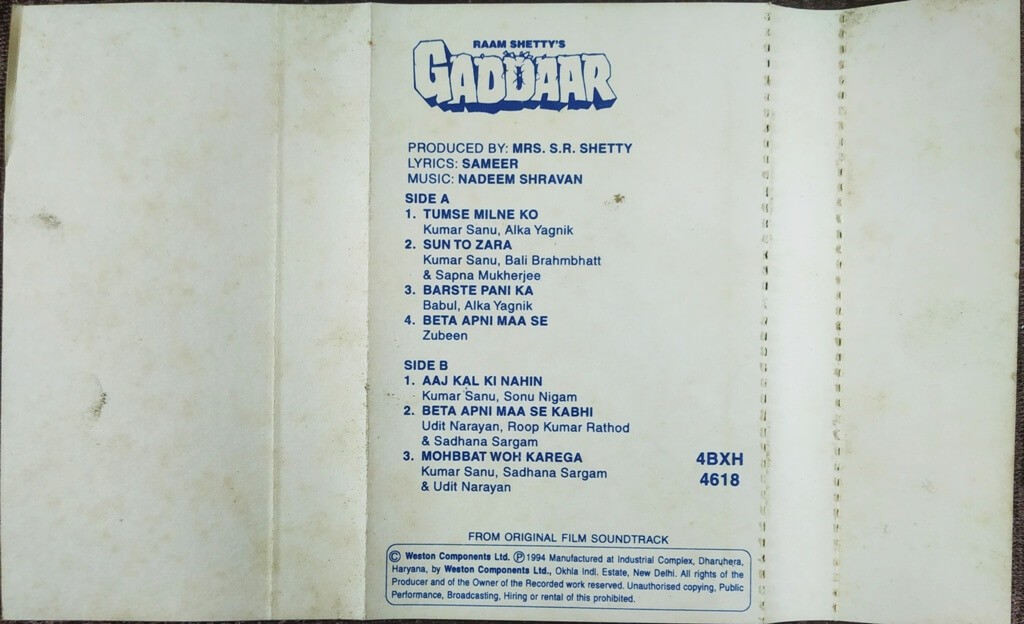 RAAM SHETTY'S
GADDAAR
PRODUCED BY: MRS. S.R. SHETTY
LYRICS: SAMEER
MUSIC: NADEEM SHRAVAN
SIDE A
1. TUMSE MILNE KO
Kumar Sanu, Alka Yagnik
2. SUN TO ZARA
Kumar Sanu, Bali Brahmbhatt
& Sapna Mukherjee
3. BARSTE PANI KA
Babul, Alka Yagnik
4. BETA APNI MAA SE
Zubeen
SIDE B
1. AAJ KAL KI NAHIN
Kumar Sanu, Sonu Nigam
2. BETA APNI MAA SE KABHI
Udit Narayan, Roop Kumar Rathod
& Sadhana Sargam
3. MOHBBAT WOH KAREGA
Kumar Sanu, Sadhana Sargam
& Udit Narayan
4BXH
4618
FROM ORIGINAL FILM SOUNDTRACK
© Weston Components Ltd. ℗ 1994 Manufactured at Industrial Complex, Dharuhera,
Haryana, by Weston Components Ltd., Okhla Indl. Estate, New Delhi. All rights of the
Producer and of the Owner of the Recorded work reserved. Unauthorised copying, Public
Performance, Broadcasting, Hiring or rental of this prohibited.